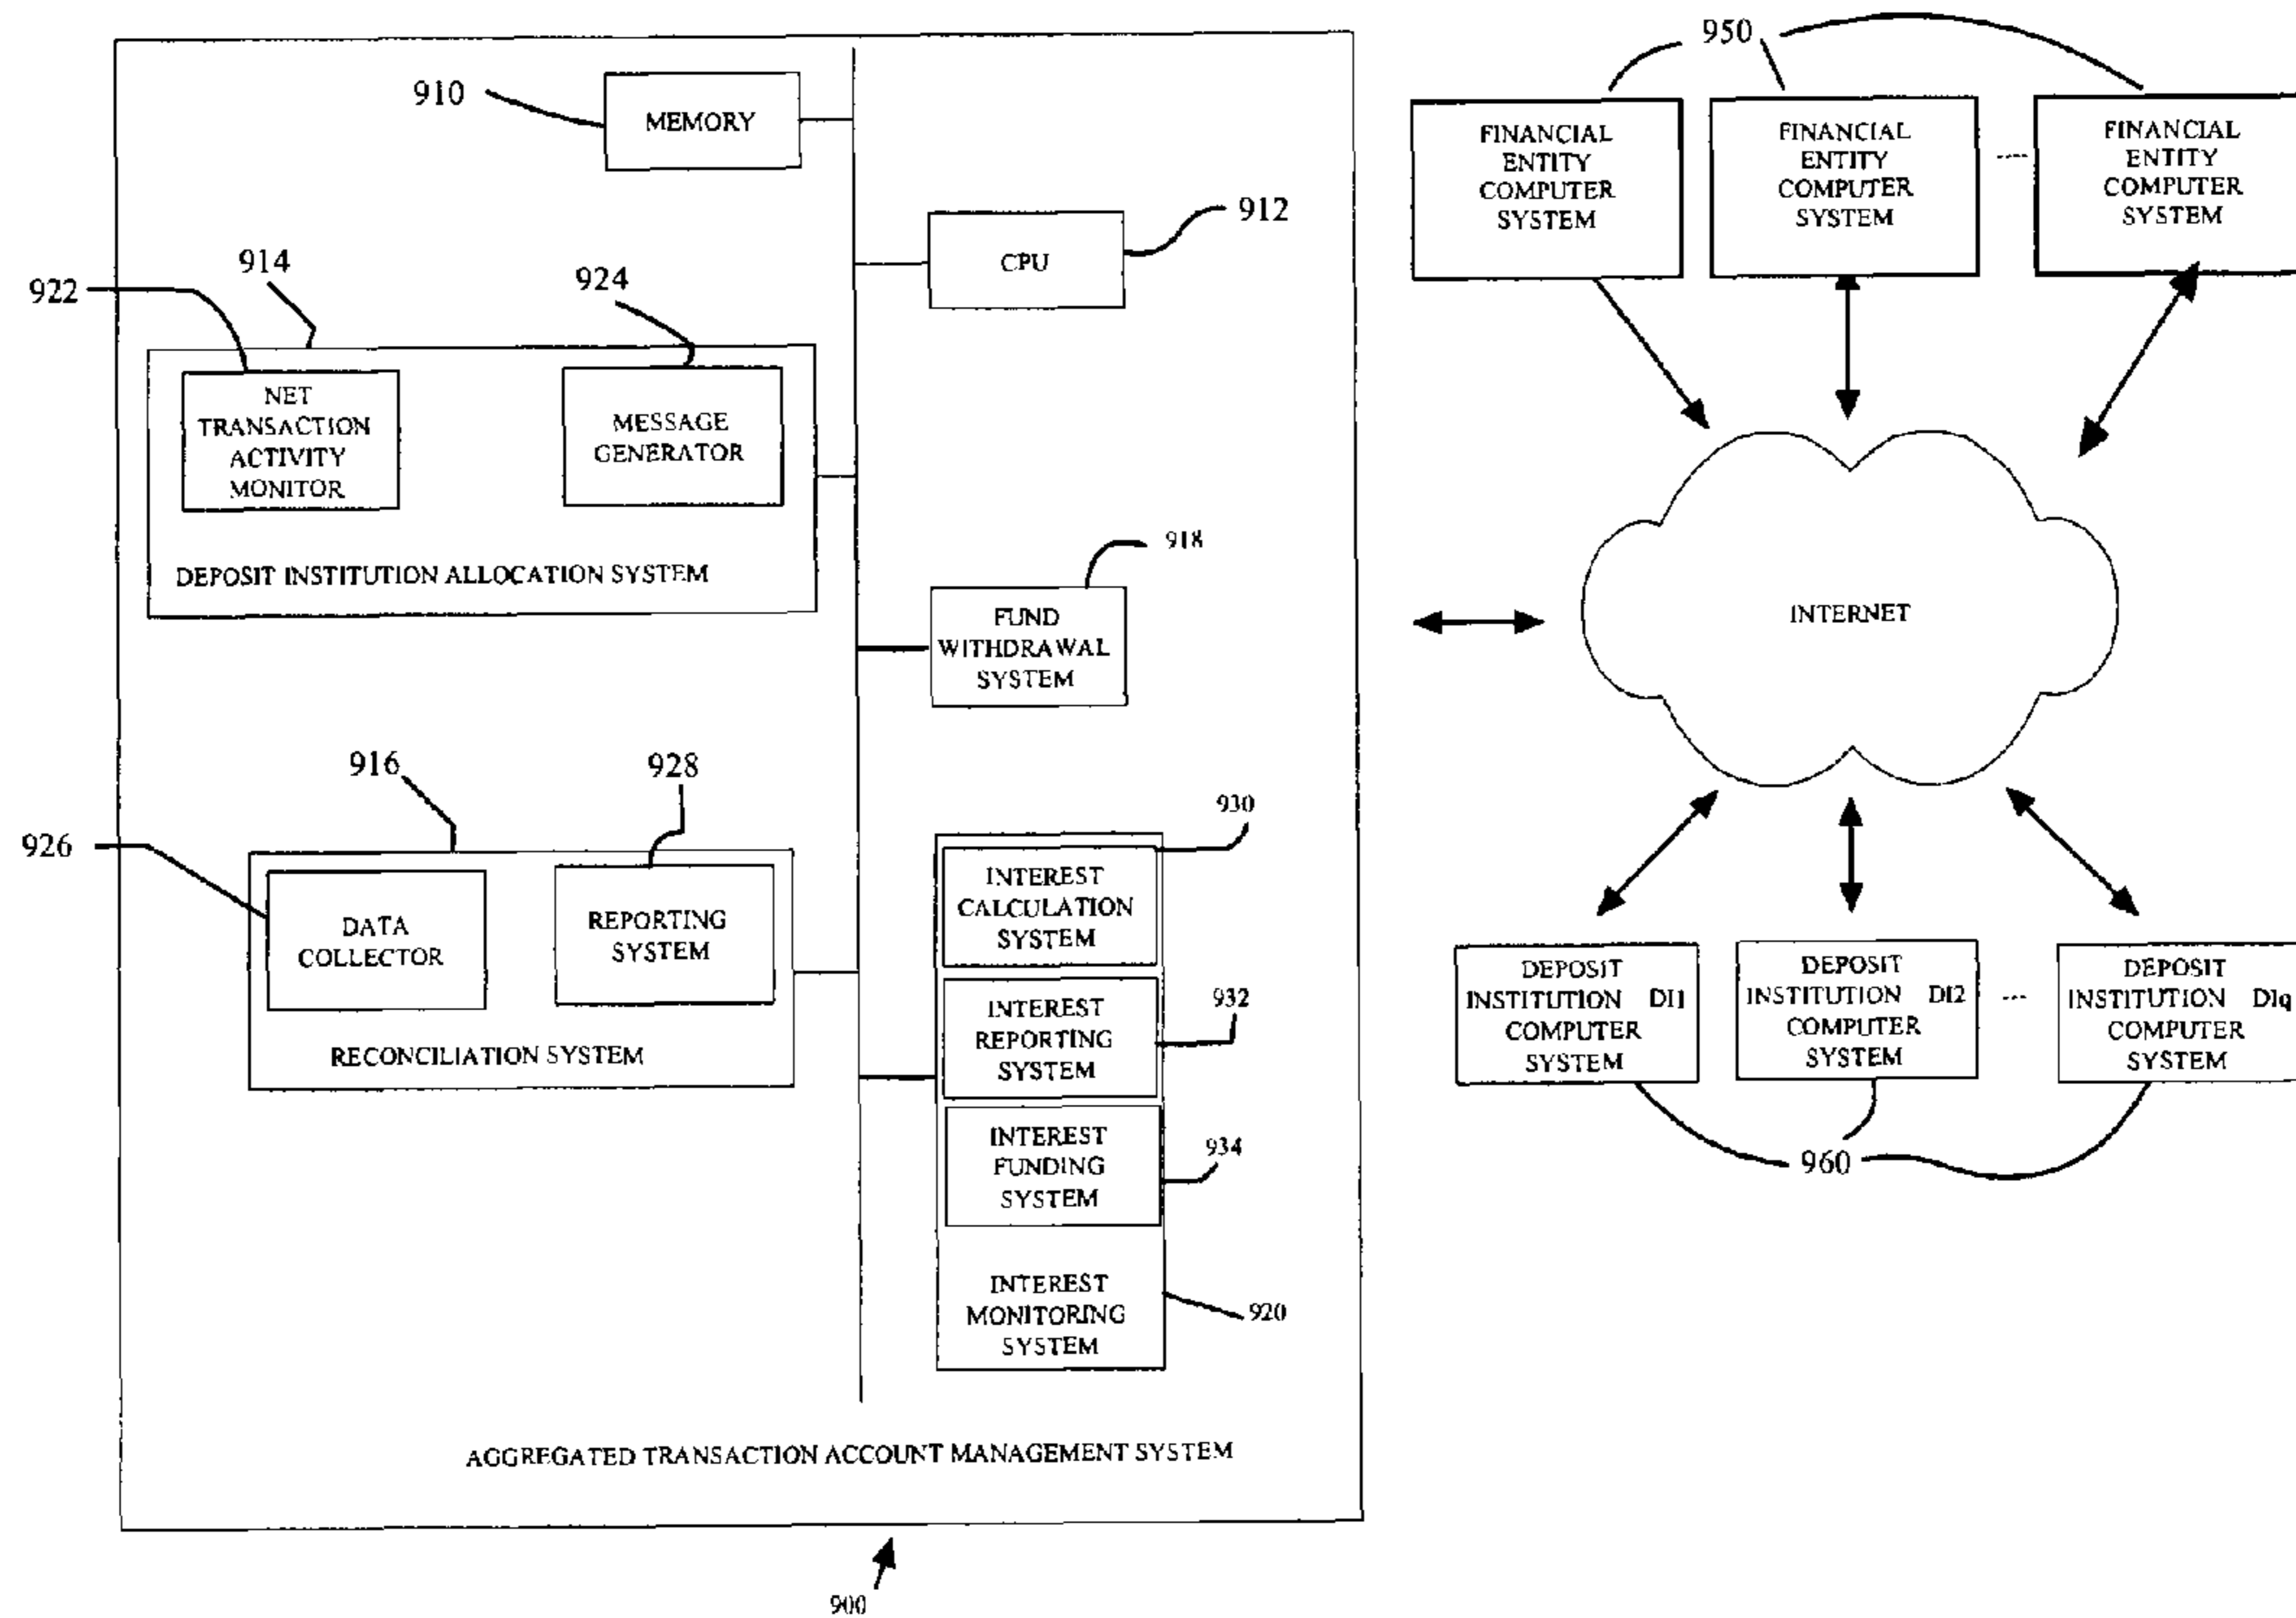 910
MEMORY
912
CPU
914
922
924
NET
TRANSACTION
ACTIVITY
MONITOR
MESSAGE
GENERATOR
DEPOSIT INSTITUTION ALLOCATION SYSTEM
918
FUND
WITHDRAWAL
SYSTEM
916
928
926
DATA
COLLECTOR
REPORTING
SYSTEM
RECONCILIATION SYSTEM
930
INTEREST
CALCULATION
SYSTEM
932
INTEREST
REPORTING
SYSTEM
934
INTEREST
FUNDING
SYSTEM
INTEREST
MONITORING
SYSTEM
920
AGGREGATED TRANSACTION ACCOUNT MANAGEMENT SYSTEM
900
950
FINANCIAL
ENTITY
COMPUTER
SYSTEM
FINANCIAL
ENTITY
COMPUTER
SYSTEM
....
FINANCIAL
ENTITY
COMPUTER
SYSTEM
INTERNET
DEPOSIT
INSTITUTION DI1
COMPUTER
SYSTEM
DEPOSIT
INSTITUTION DI2
COMPUTER
SYSTEM
...
DEPOSIT
INSTITUTION DIq
COMPUTER
SYSTEM
960